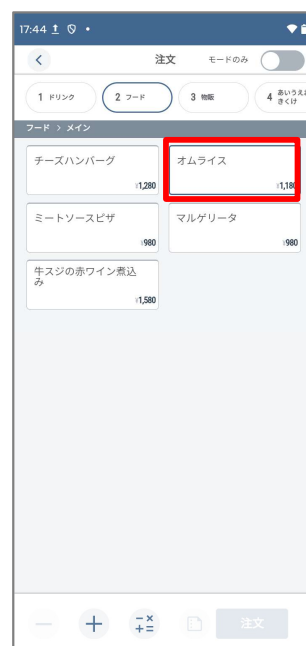 17:44
注文 モードのみ
1 ドリンク 2 フード 3 物販 4 あいうえお
きくけ
フード > メイン
チーズハンバーグ
¥1,280
オムライス
¥1,180
ミートソースピザ
¥980
マルゲリータ
¥980
牛スジの赤ワイン煮込
み
¥1,580
注文